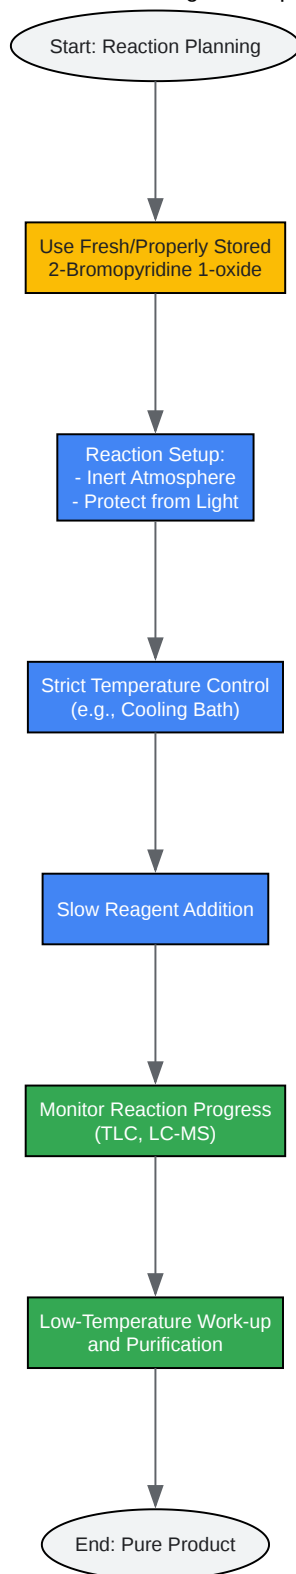 Start: Reaction Planning
Use Fresh/Properly Stored
2-Bromopyridine 1-oxide
Reaction Setup:
- Inert Atmosphere
- Protect from Light
Strict Temperature Control
(e.g., Cooling Bath)
Slow Reagent Addition
Monitor Reaction Progress
(TLC, LC-MS)
Low-Temperature Work-up
and Purification
End: Pure Product